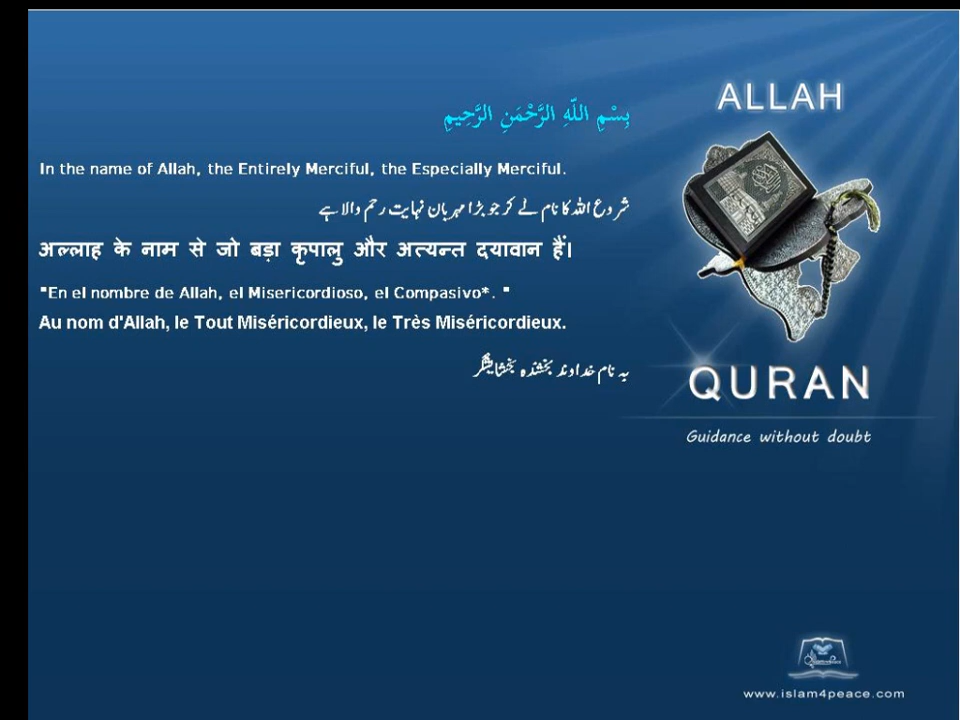 بِسْمِ اللَّهِ الرَّحْمَنِ الرَّحِيمِ
In the name of Allah, the Entirely Merciful, the Especially Merciful.
شروع الله کا نام لے کر جو بڑا مہربان نہایت رحم والا ہے
अल्लाह के नाम से जो बड़ा कृपालु और अत्यन्त दयावान हैं।
"En el nombre de Allah, el Misericordioso, el Compasivo*. "
Au nom d'Allah, le Tout Miséricordieux, le Très Miséricordieux.
به نام خداوند بخشنده بخشایشگر
ALLAH
QURAN
Guidance without doubt
www.islam4peace.com